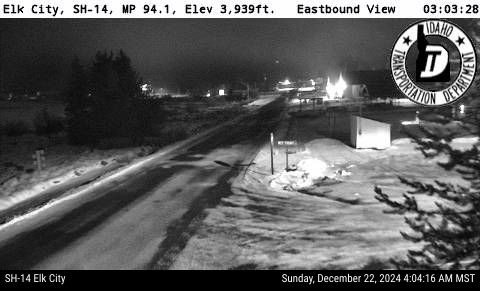 Elk City, SH-14, MP 94.1, Elev 3,939ft. Eastbound View 03:03:28
IDAHO
TRANSPORTATION DEPARTMENT
SH-14 Elk City Sunday, December 22, 2024 4:04:16 AM MST